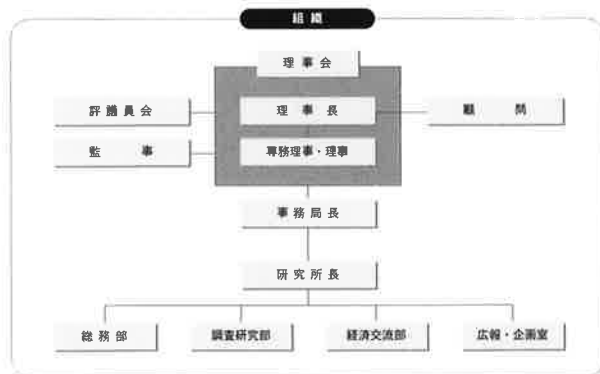 組織
理事会
評議員会
理事長
顧問
監事
専務理事・理事
事務局長
研究所長
総務部
調査研究部
経済交流部
広報・企画室